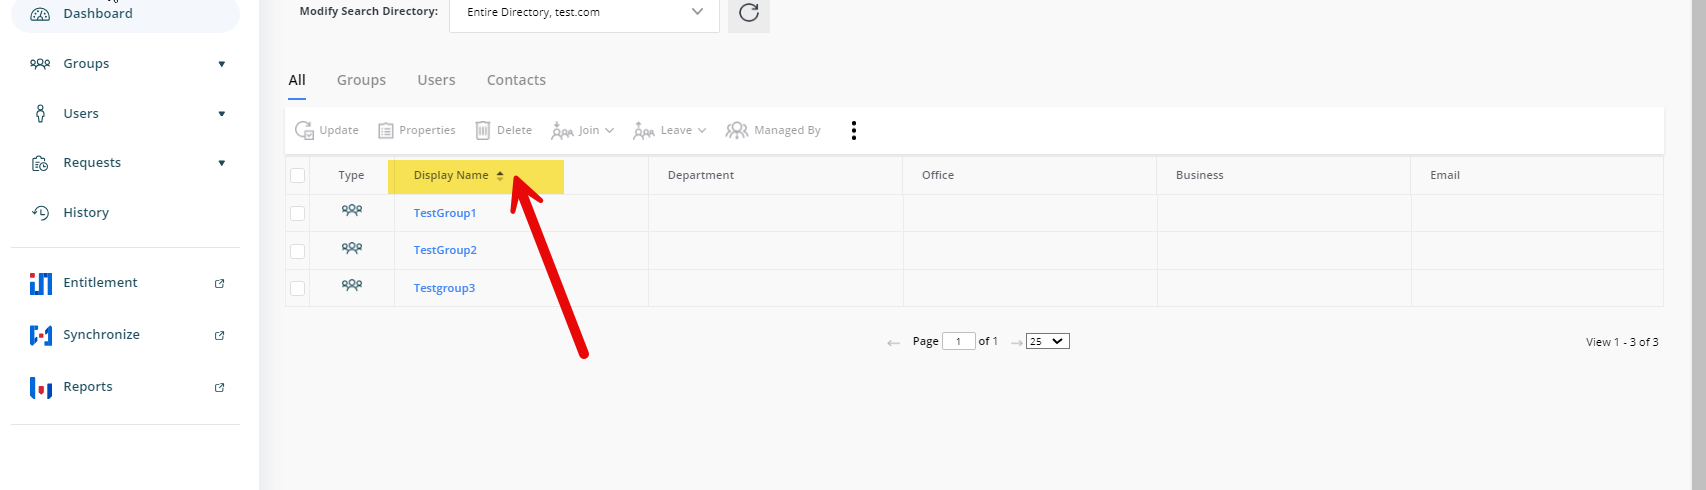 Dashboard
Groups
Users
Requests
History
Entitlement
Synchronize
Reports
Modify Search Directory: Entire Directory, test.com
All Groups Users Contacts
Update Properties Delete Join Leave Managed By
Type Display Name Department Office Business Email
TestGroup1
TestGroup2
Testgroup3
Page 1 of 1 25 View 1 - 3 of 3